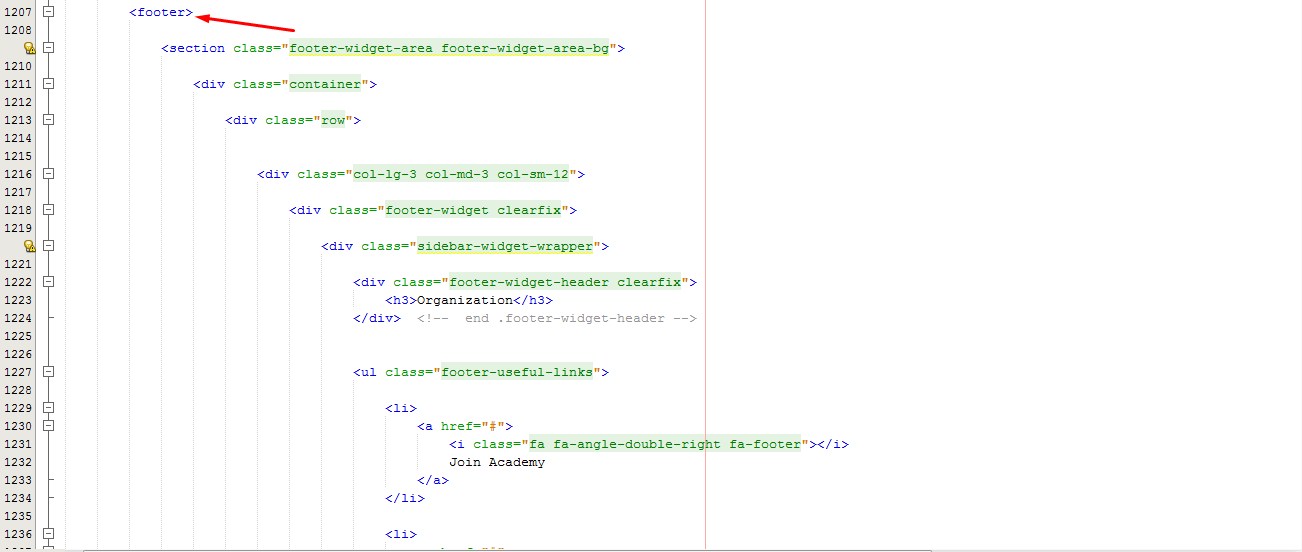 1207 <footer>
1208
<section class="footer-widget-area footer-widget-area-bg">
1210
1211 <div class="container">
1212
1213 <div class="row">
1214
1215
1216 <div class="col-lg-3 col-md-3 col-sm-12">
1217
1218 <div class="footer-widget clearfix">
1219
<div class="sidebar-widget-wrapper">
1221
1222 <div class="footer-widget-header clearfix">
1223 <h3>Organization</h3>
1224 </div> <!--  end .footer-widget-header -->
1225
1226
1227 <ul class="footer-useful-links">
1228
1229 <li>
1230 <a href="#">
1231 <i class="fa fa-angle-double-right fa-footer"></i>
1232 Join Academy
1233 </a>
1234 </li>
1235
1236 <li>